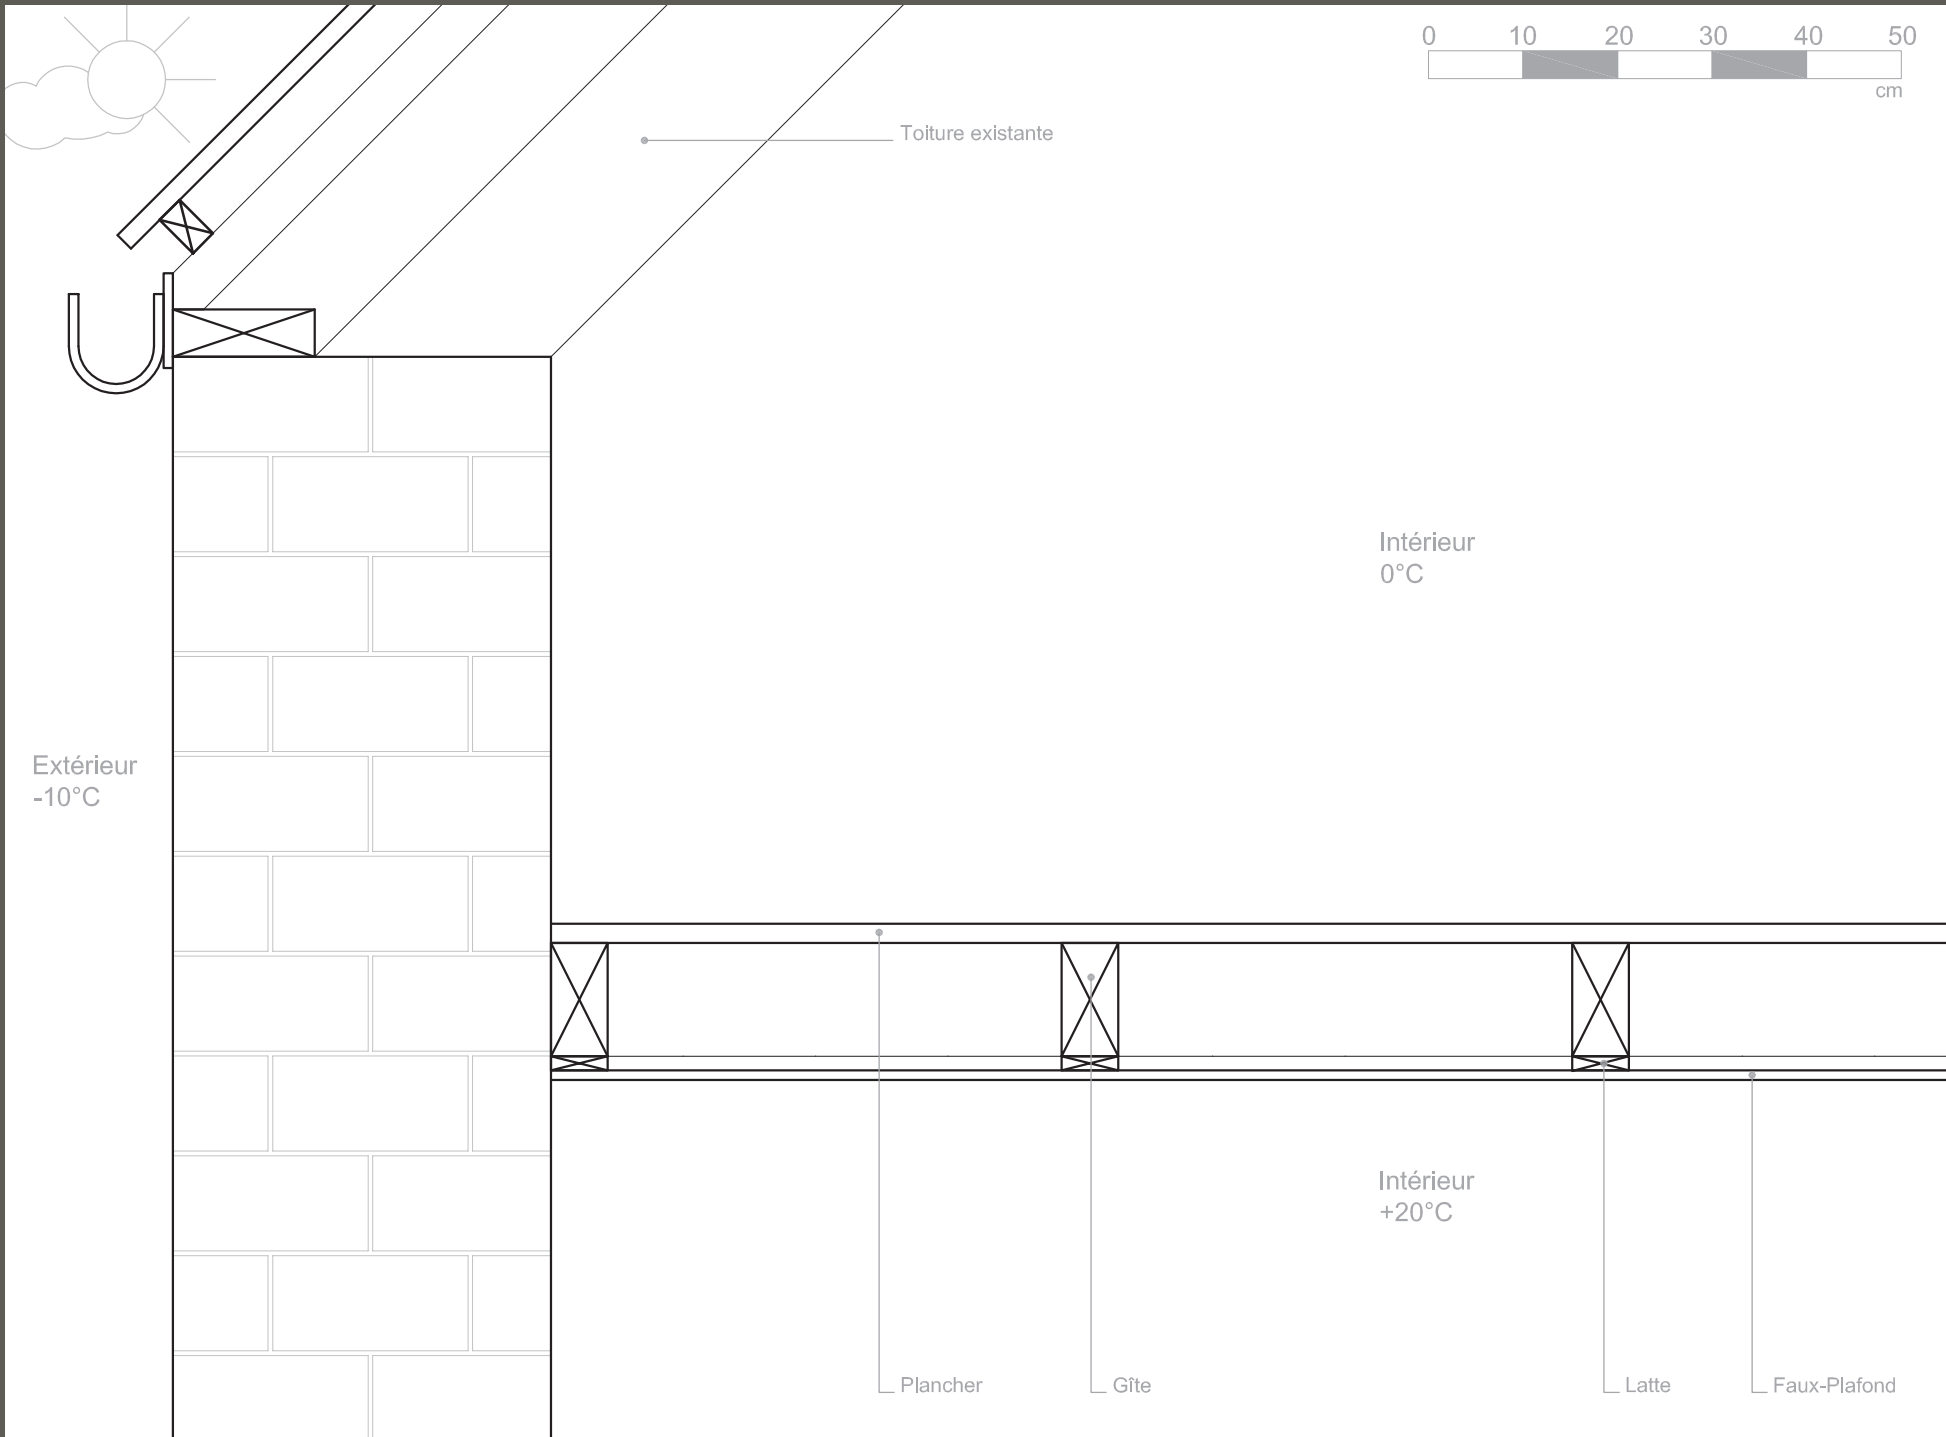 0 10 20 30 40 50
cm
Toiture existante
Intérieur
0°C
Extérieur
-10°C
Intérieur
+20°C
Plancher
Gîte
Latte
Faux-Plafond